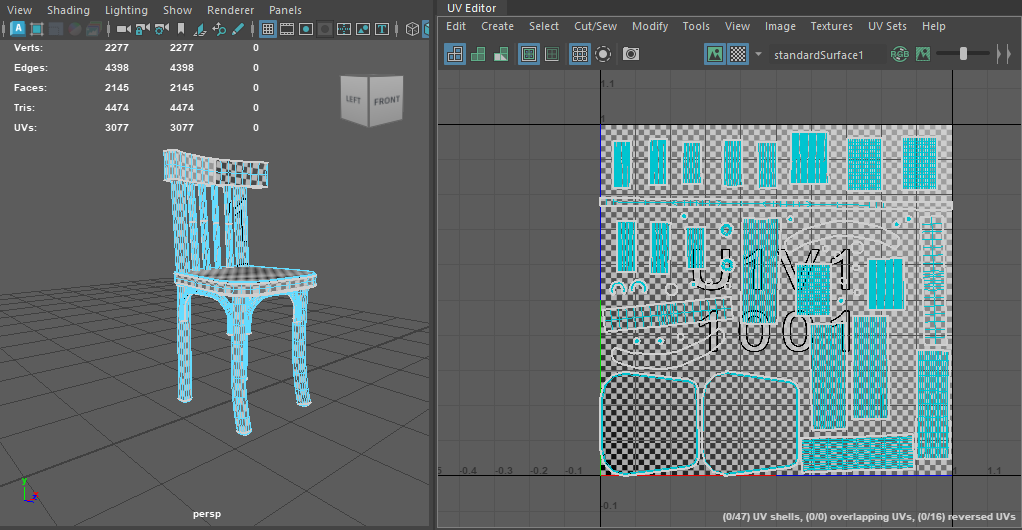 View Shading Lighting Show Renderer Panels
Verts: 2277 2277 0
Edges: 4398 4398 0
Faces: 2145 2145 0
Tris: 4474 4474 0
UVs: 3077 3077 0
LEFT FRONT
y
x
persp
UV Editor
Edit Create Select Cut/Sew Modify Tools View Image Textures UV Sets Help
standardSurface1
RGB
1.1
1
U1V1
1001
-0.4 -0.3 -0.2 -0.1 1 1.1
-0.1
(0/47) UV shells, (0/0) overlapping UVs, (0/16) reversed UVs